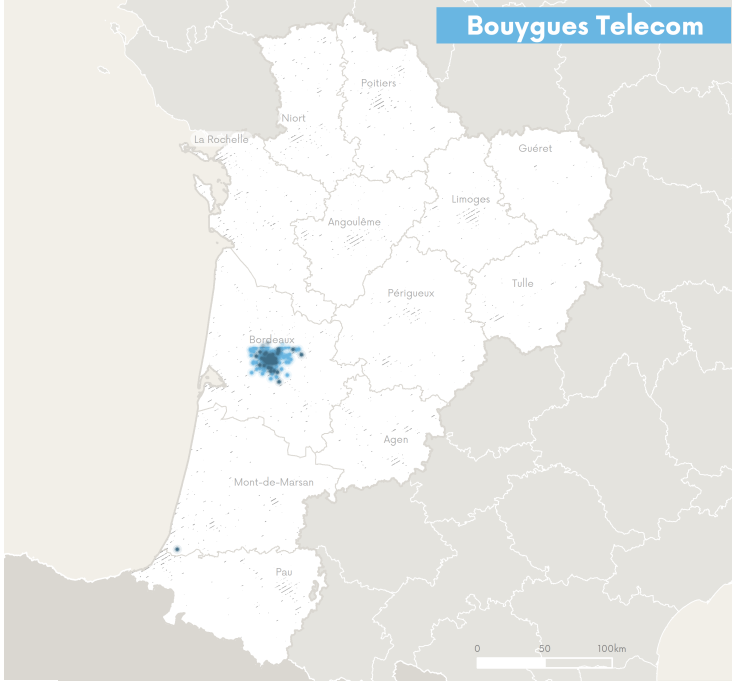 Bouygues Telecom
Poitiers
Niort
La Rochelle
Guéret
Limoges
Angoulême
Tulle
Périgueux
Bordeaux
Agen
Mont-de-Marsan
Pau
0 50 100km